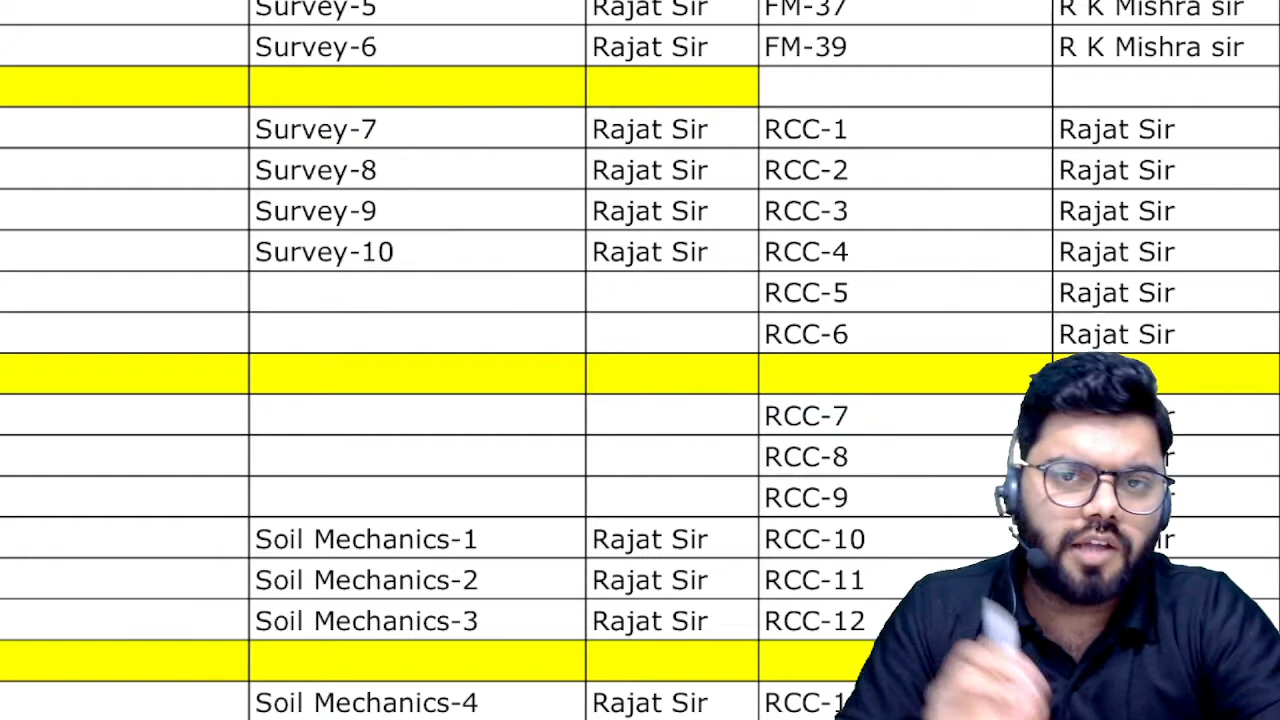 Survey-5 Rajat Sir FM-37 R K Mishra sir
Survey-6 Rajat Sir FM-39 R K Mishra sir
Survey-7 Rajat Sir RCC-1 Rajat Sir
Survey-8 Rajat Sir RCC-2 Rajat Sir
Survey-9 Rajat Sir RCC-3 Rajat Sir
Survey-10 Rajat Sir RCC-4 Rajat Sir
RCC-5 Rajat Sir
RCC-6 Rajat Sir
RCC-7
RCC-8
RCC-9
Soil Mechanics-1 Rajat Sir RCC-10
Soil Mechanics-2 Rajat Sir RCC-11
Soil Mechanics-3 Rajat Sir RCC-12
Soil Mechanics-4 Rajat Sir